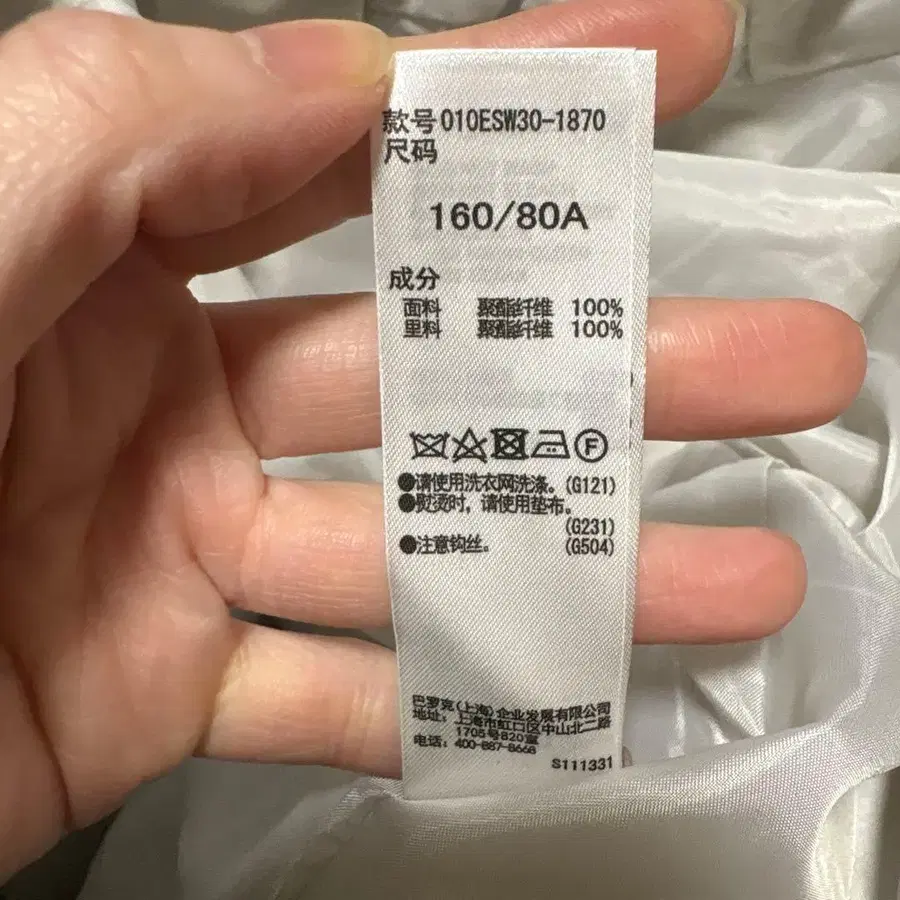 款号 010ESW30-1870
尺码
160/80A
成分
面料 聚酯纤维 100%
里料 聚酯纤维 100%
F
●请使用洗衣网洗涤。(G121)
●熨烫时，请使用垫布。
(G231)
●注意钩丝。 (G504)
巴罗克(上海)企业发展有限公司
地址：上海市虹口区中山北二路
1705号820室
电话：400-887-8668
S111331